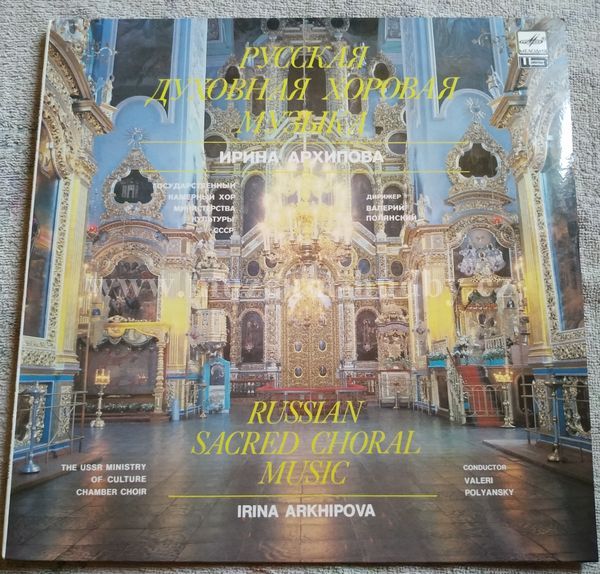 МЕЛОДИЯ
РУССКАЯ
ДУХОВНАЯ ХОРОВАЯ
МУЗЫКА
ИРИНА АРХИПОВА
ГОСУДАРСТВЕННЫЙ
КАМЕРНЫЙ ХОР
МИНИСТЕРСТВА
КУЛЬТУРЫ
СССР
ДИРИЖЕР
ВАЛЕРИЙ
ПОЛЯНСКИЙ
RUSSIAN
SACRED CHORAL
MUSIC
THE USSR MINISTRY
OF CULTURE
CHAMBER CHOIR
CONDUCTOR
VALERI
POLYANSKY
IRINA ARKHIPOVA